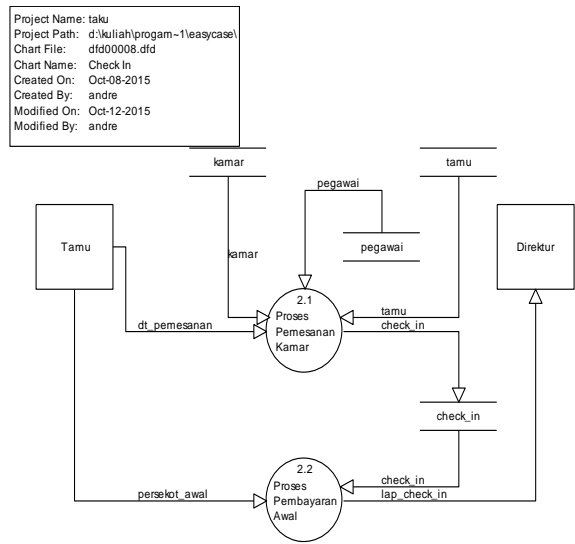 Project Name: taku
Project Path: d:\kuliah\progam~1\easycase\
Chart File: dfd00008.dfd
Chart Name: Check In
Created On: Oct-08-2015
Created By: andre
Modified On: Oct-12-2015
Modified By: andre
kamar
tamu
pegawai
pegawai
Tamu
Direktur
kamar
2.1
Proses
Pemesanan
Kamar
tamu
dt_pemesanan
check_in
check_in
2.2
Proses
Pembayaran
Awal
check_in
persekot_awal
lap_check_in